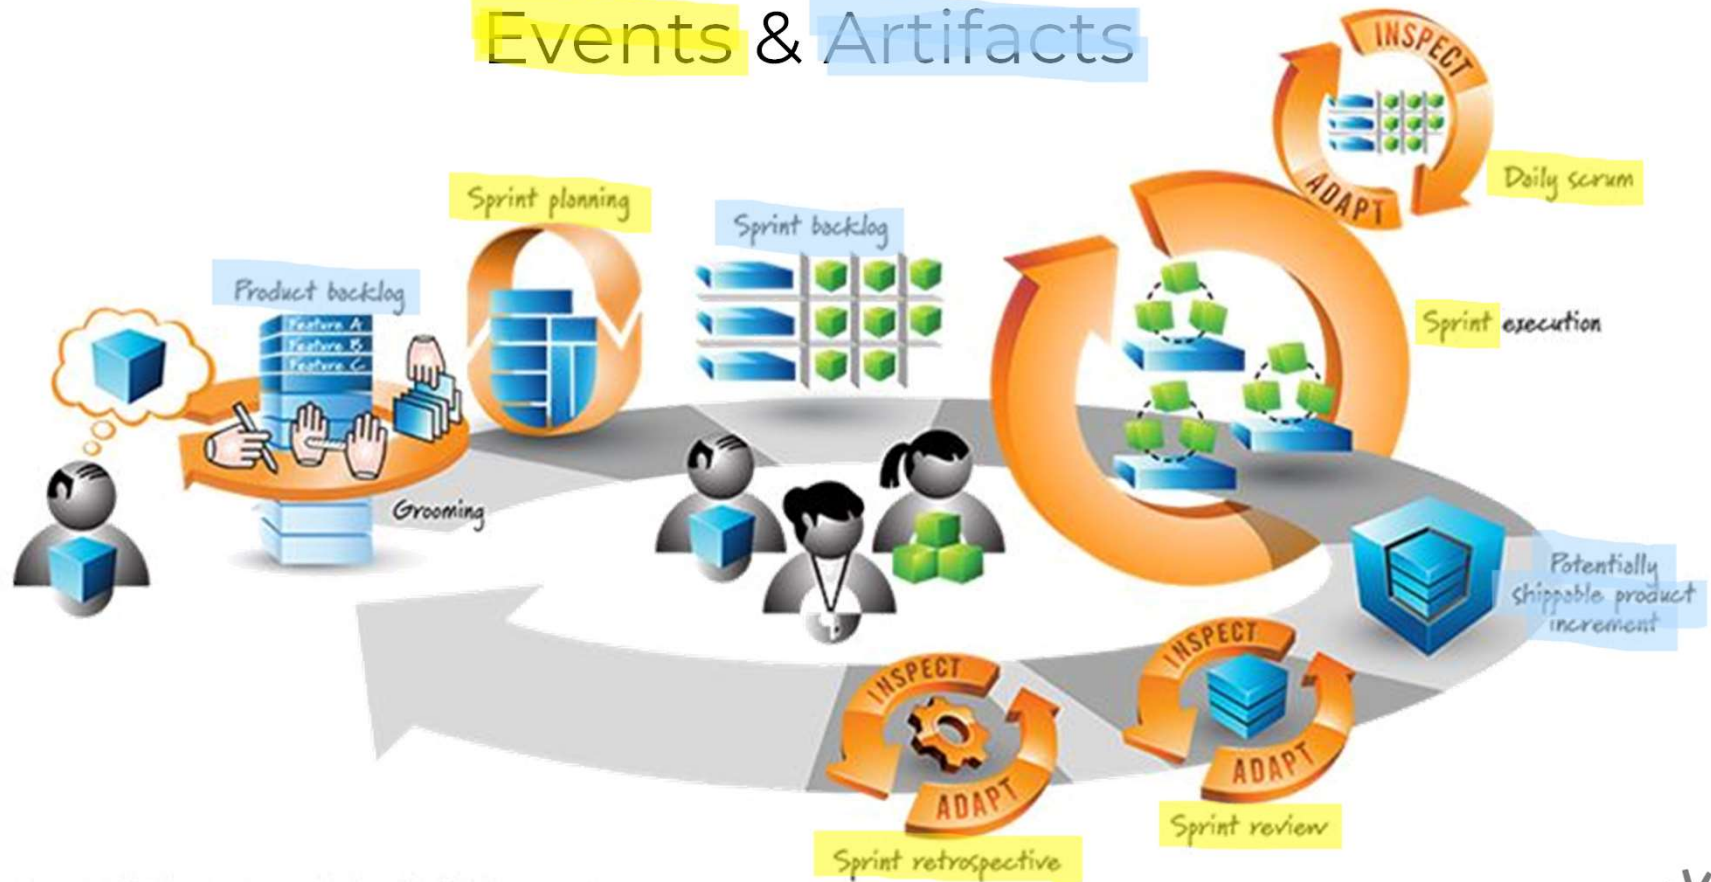 Events & Artifacts
INSPECT
ADAPT
Daily scrum
Sprint planning
Sprint backlog
Product backlog
Feature A
Feature B
Feature C
Sprint execution
Grooming
Potentially
shippable product
increment
INSPECT
ADAPT
Sprint review
INSPECT
ADAPT
Sprint retrospective